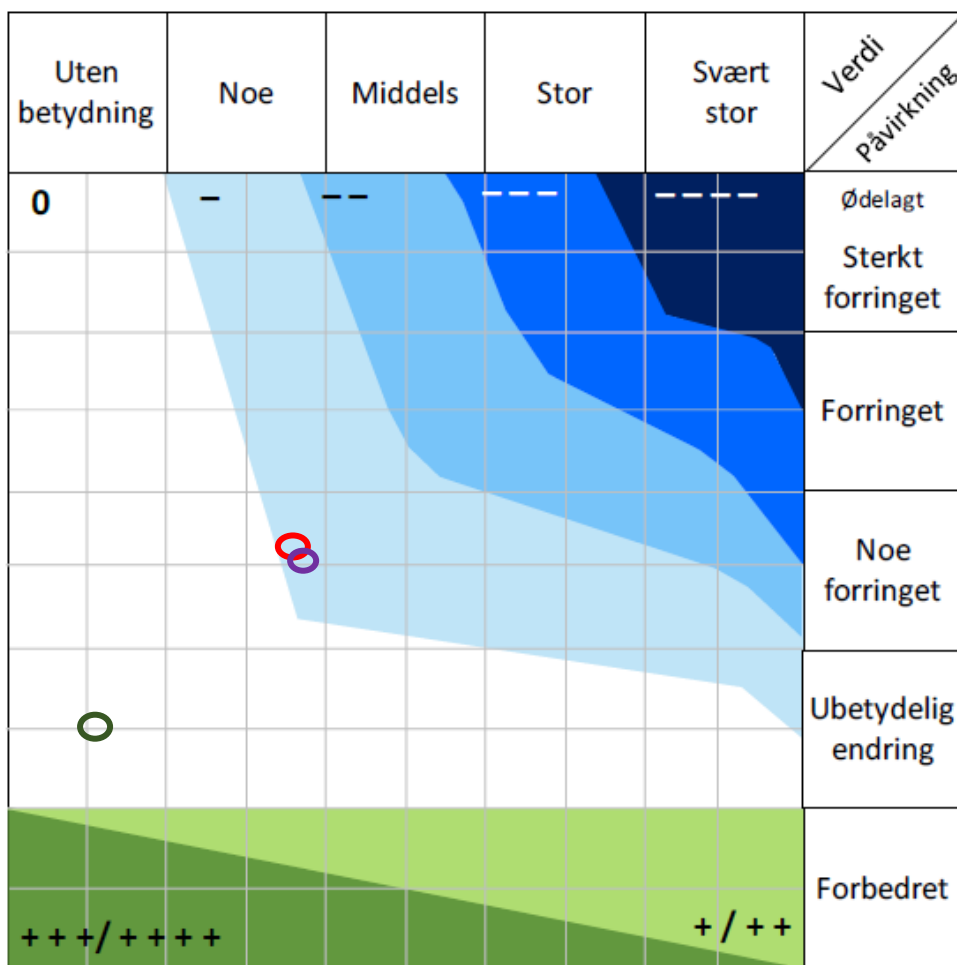 Uten
betydning
Noe
Middels
Stor
Svært
stor
Verdi
Påvirkning
0
–
– –
– – –
– – – –
Ødelagt
Sterkt
forringet
Forringet
Noe
forringet
Ubetydelig
endring
Forbedret
+ + +/ + + + +
+ / + +